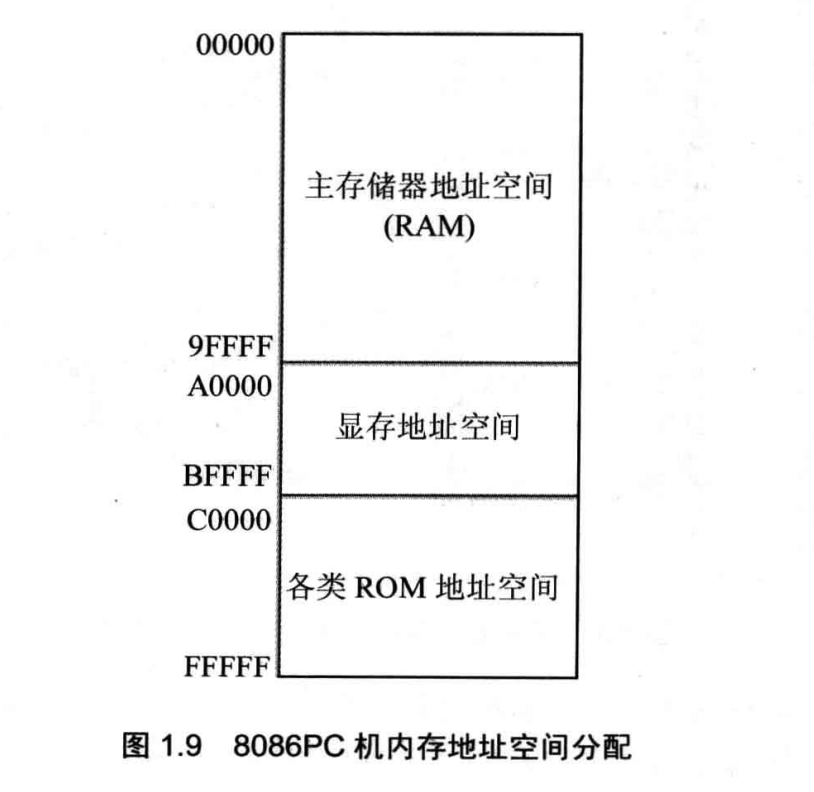 00000
主存储器地址空间
(RAM)
9FFFF
A0000
显存地址空间
BFFFF
C0000
各类 ROM 地址空间
FFFFF
图 1.9 8086PC 机内存地址空间分配